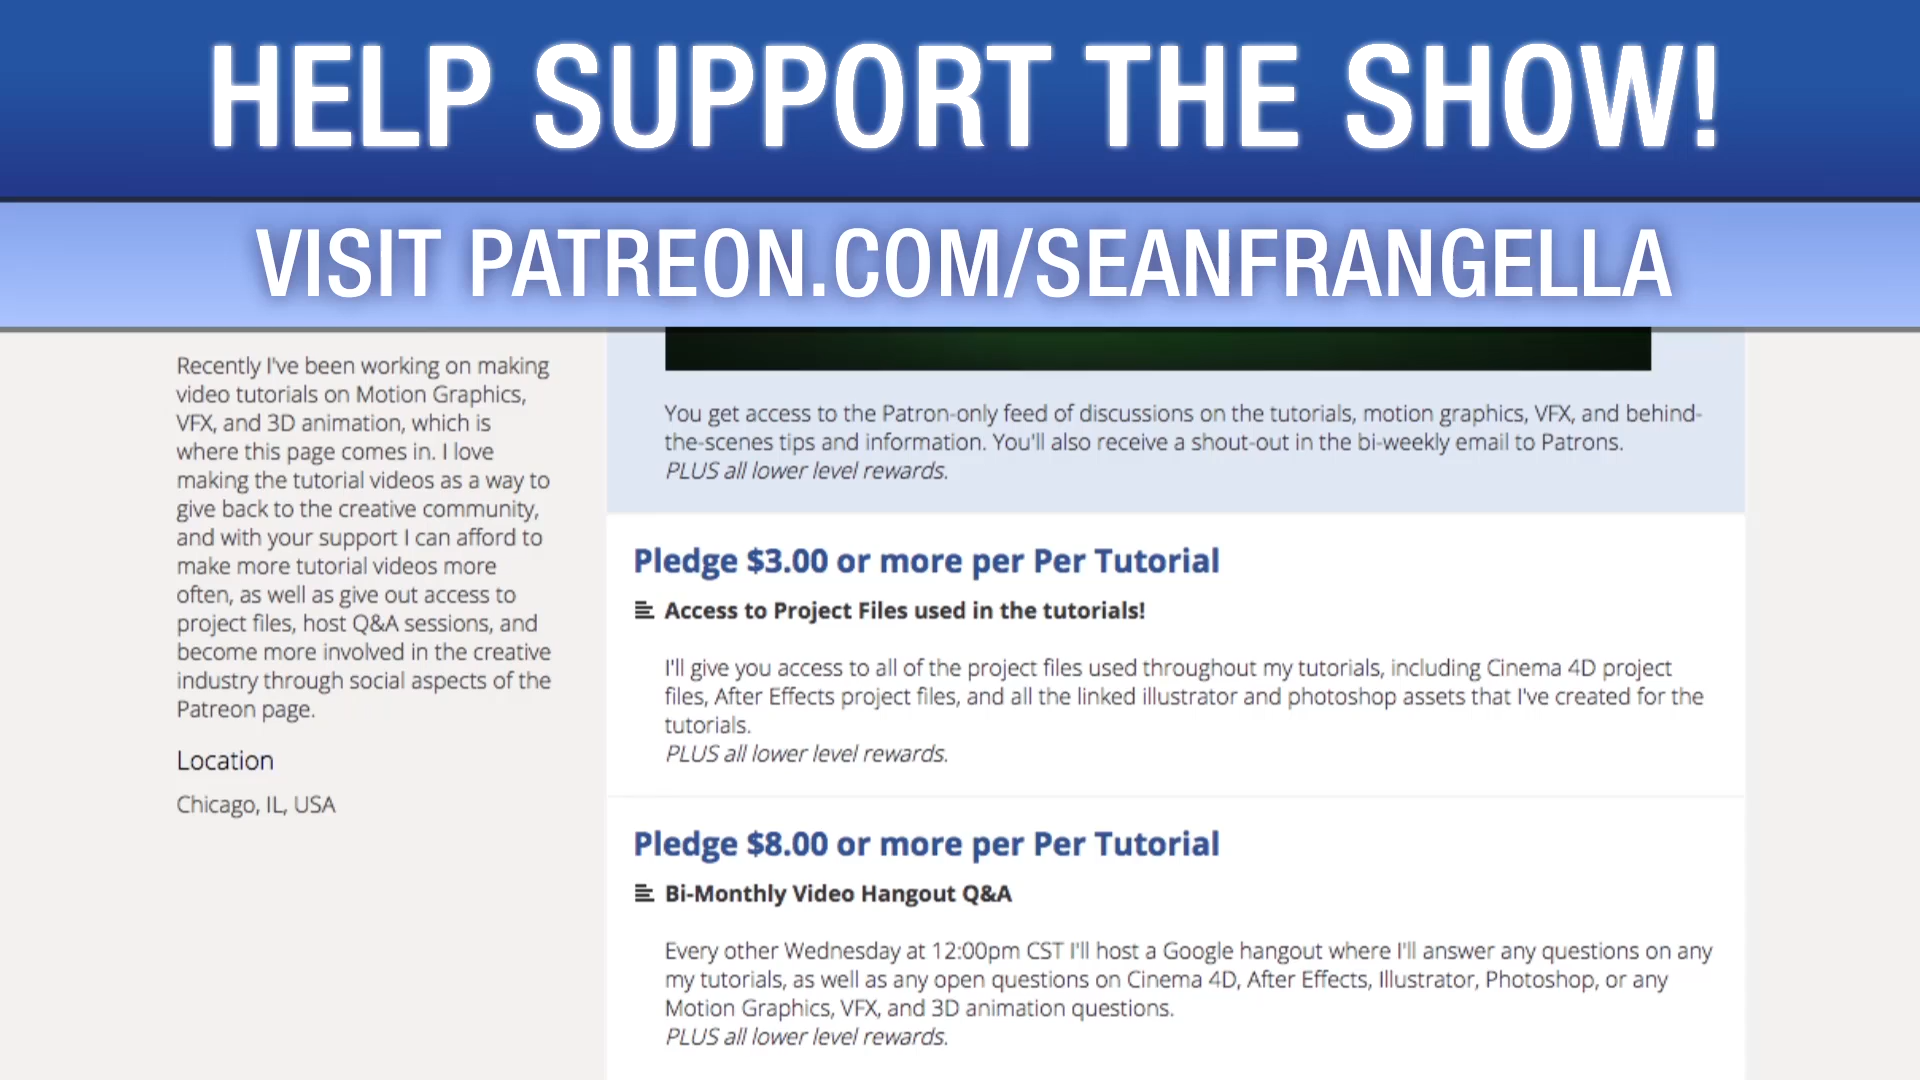 HELP SUPPORT THE SHOW!
VISIT PATREON.COM/SEANFRANGELLA
Recently I've been working on making
video tutorials on Motion Graphics,
VFX, and 3D animation, which is
where this page comes in. I love
making the tutorial videos as a way to
give back to the creative community,
and with your support I can afford to
make more tutorial videos more
often, as well as give out access to
project files, host Q&A sessions, and
become more involved in the creative
industry through social aspects of the
Patreon page.
Location
Chicago, IL, USA
You get access to the Patron-only feed of discussions on the tutorials, motion graphics, VFX, and behind-
the-scenes tips and information. You'll also receive a shout-out in the bi-weekly email to Patrons.
PLUS all lower level rewards.
Pledge $3.00 or more per Per Tutorial
Access to Project Files used in the tutorials!
I'll give you access to all of the project files used throughout my tutorials, including Cinema 4D project
files, After Effects project files, and all the linked illustrator and photoshop assets that I've created for the
tutorials.
PLUS all lower level rewards.
Pledge $8.00 or more per Per Tutorial
Bi-Monthly Video Hangout Q&A
Every other Wednesday at 12:00pm CST I'll host a Google hangout where I'll answer any questions on any
my tutorials, as well as any open questions on Cinema 4D, After Effects, Illustrator, Photoshop, or any
Motion Graphics, VFX, and 3D animation questions.
PLUS all lower level rewards.